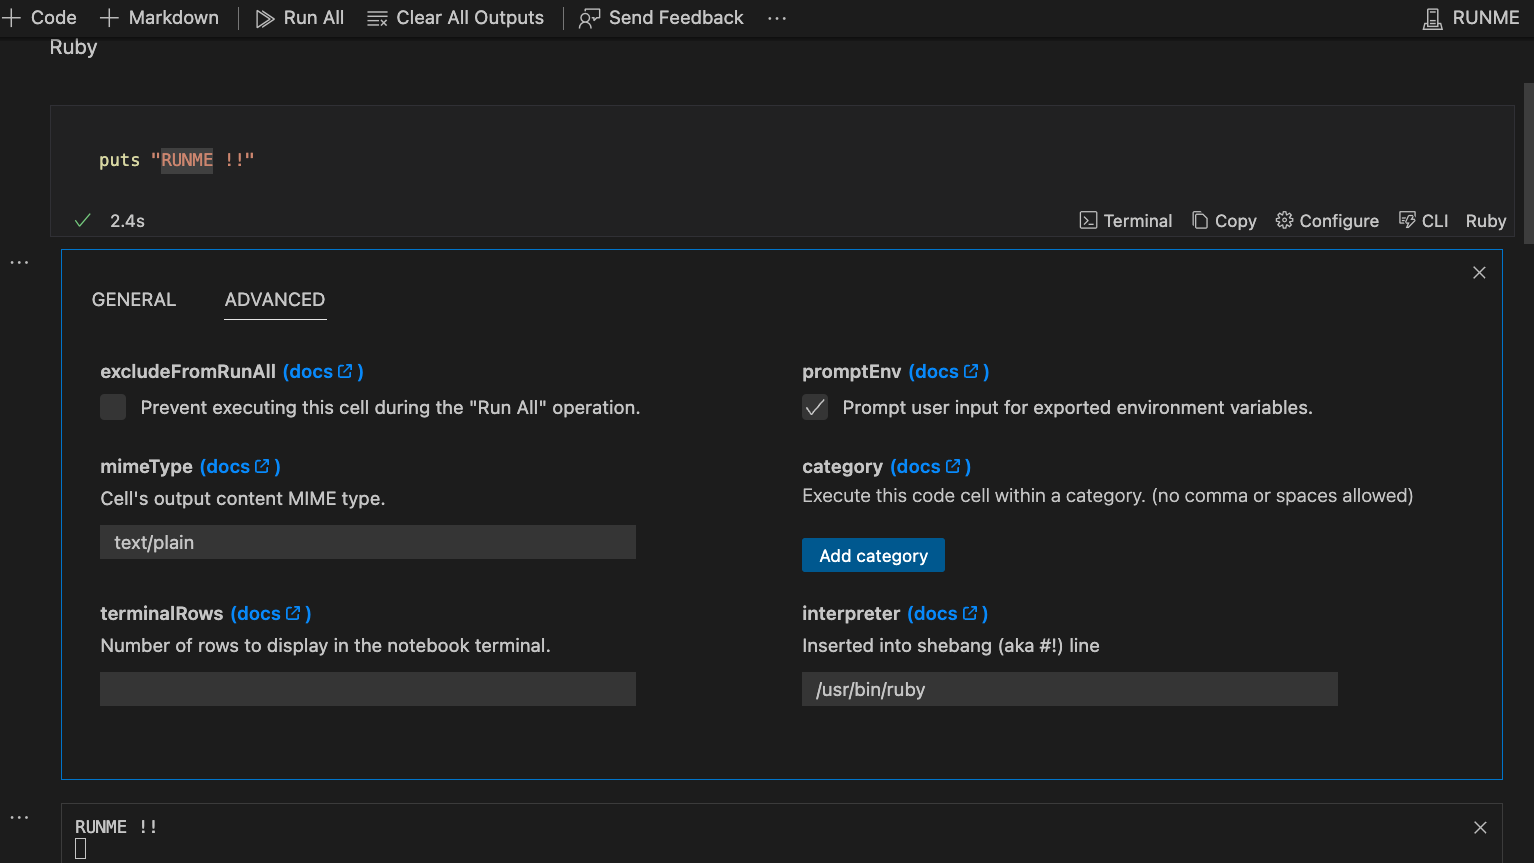 Code Markdown Run All Clear All Outputs Send Feedback ... RUNME
Ruby
puts "RUNME !!"
2.4s Terminal Copy Configure CLI Ruby
...
GENERAL ADVANCED
excludeFromRunAll (docs ) promptEnv (docs )
Prevent executing this cell during the "Run All" operation. Prompt user input for exported environment variables.
mimeType (docs ) category (docs )
Cell's output content MIME type. Execute this code cell within a category. (no comma or spaces allowed)
text/plain
Add category
terminalRows (docs ) interpreter (docs )
Number of rows to display in the notebook terminal. Inserted into shebang (aka #!) line
/usr/bin/ruby
...
RUNME !!